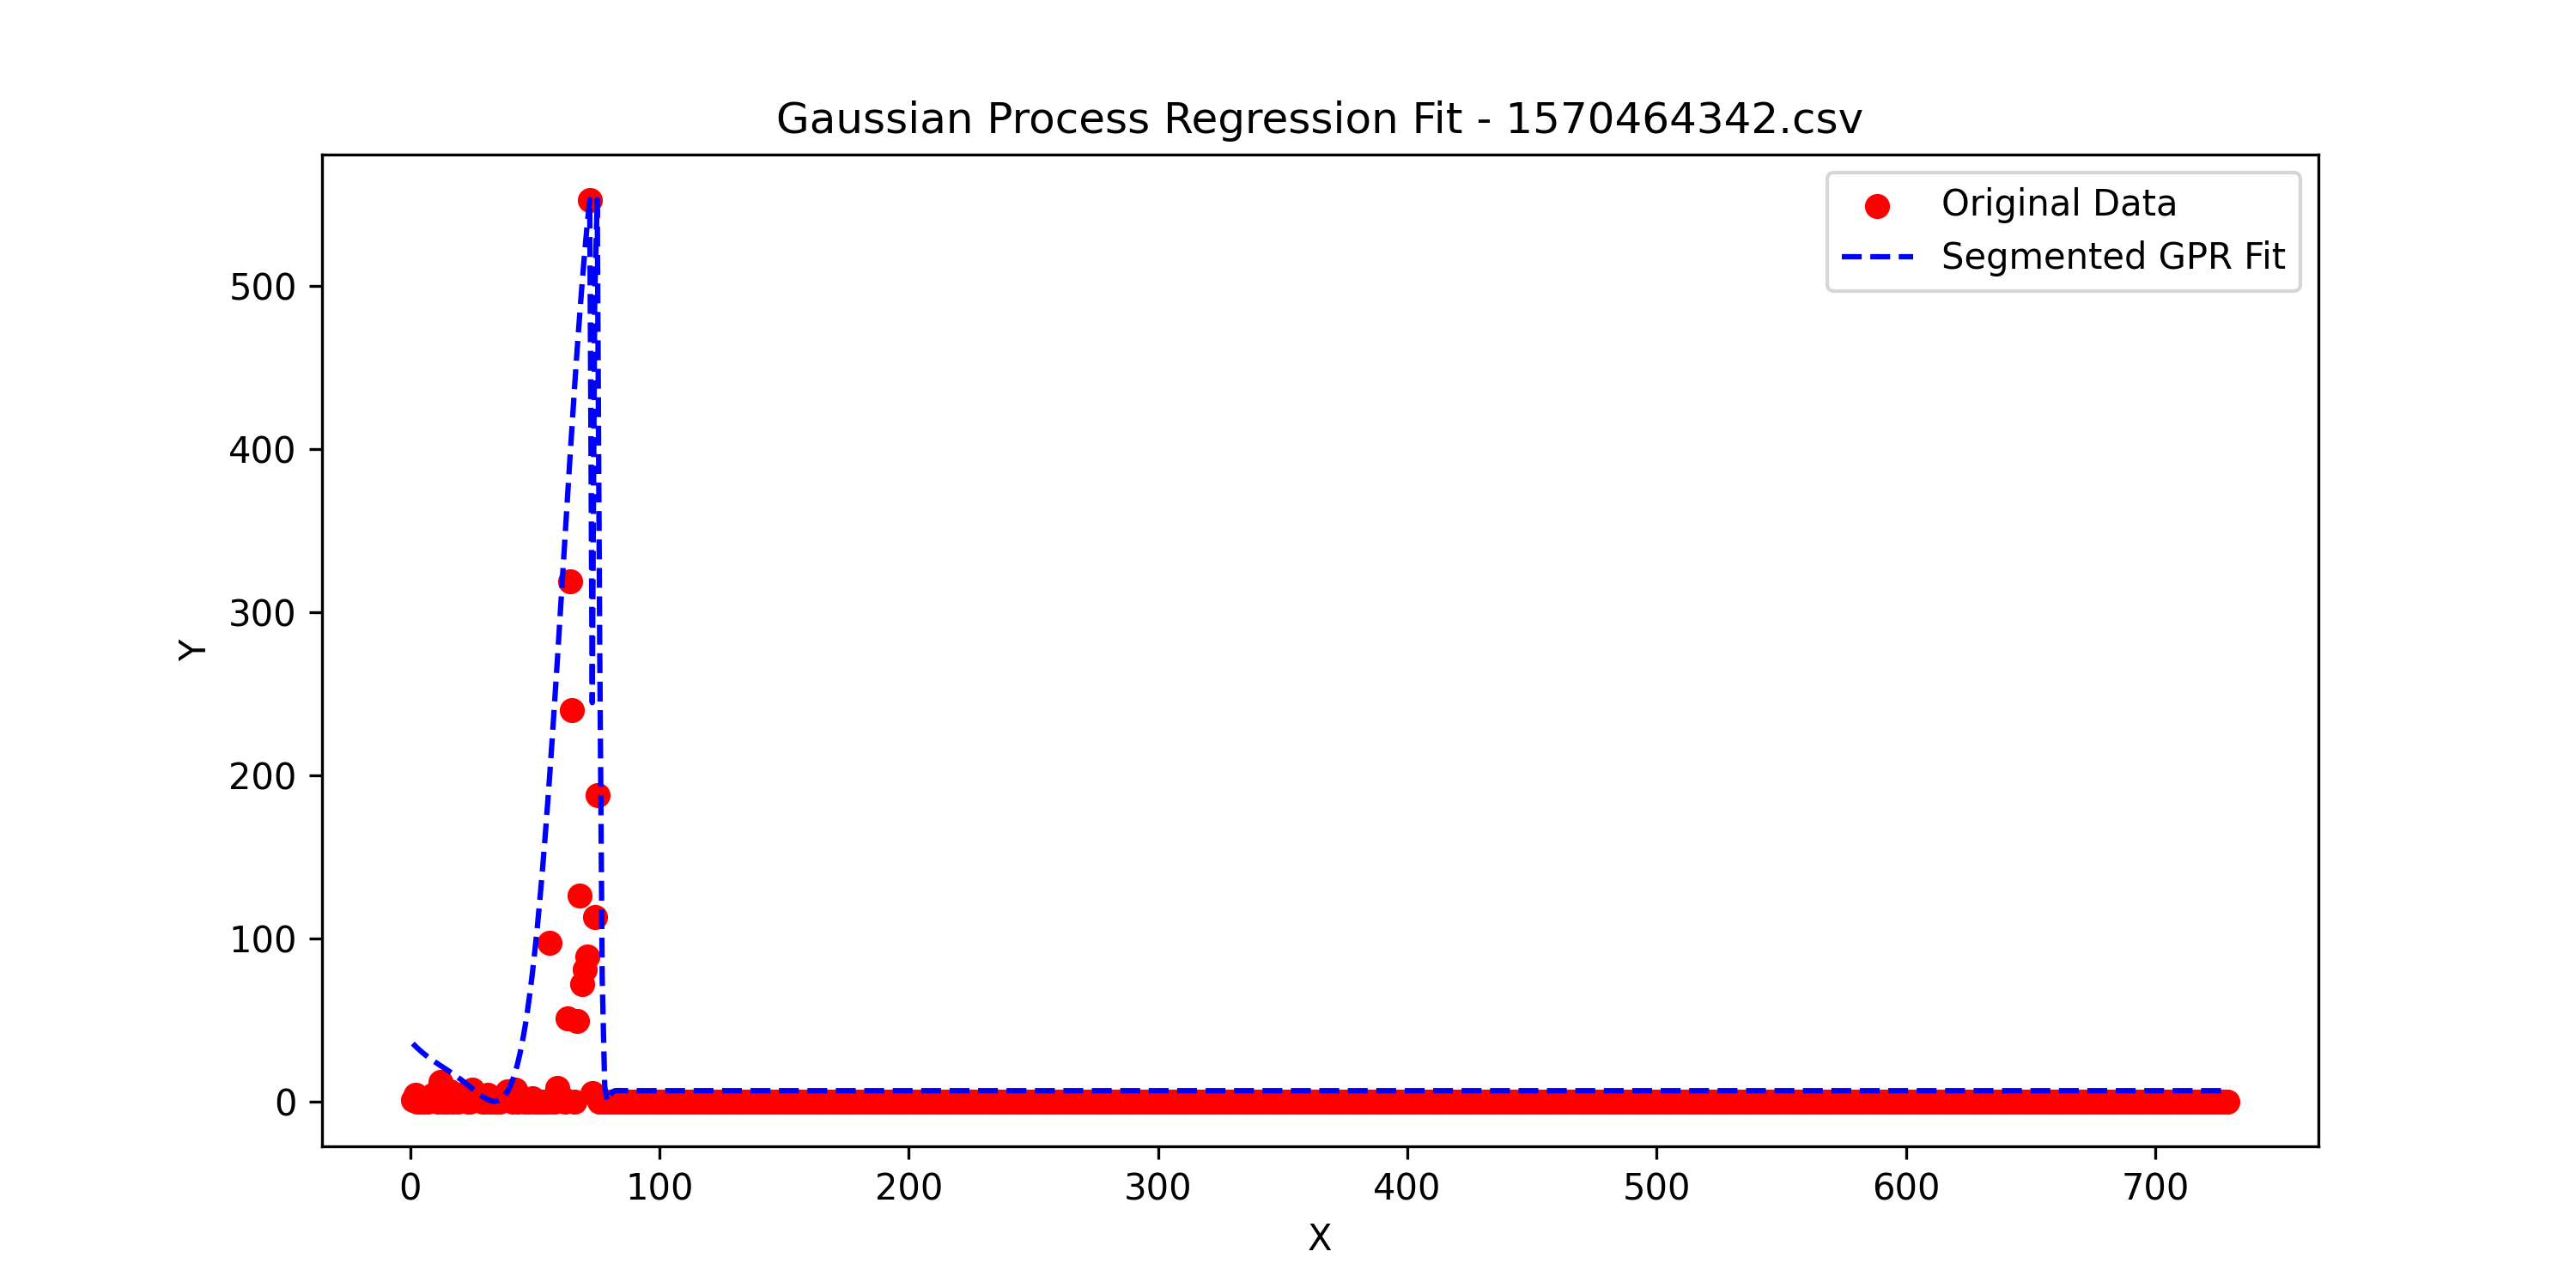 Gaussian Process Regression Fit - 1570464342.csv
Original Data
Segmented GPR Fit
500
400
300
200
100
0
Y
0 100 200 300 400 500 600 700
X